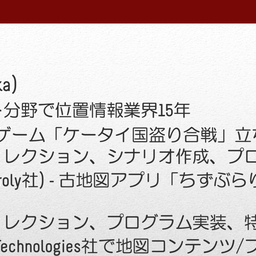 ka)
ト分野で位置情報業界15年
ゲーム「ケータイ国盗り合戦」立ち
レクション、シナリオ作成、プロ
roly社) - 古地図アプリ「ちずぶらり
レクション、プログラム実装、特
Technologies社で地図コンテンツ/